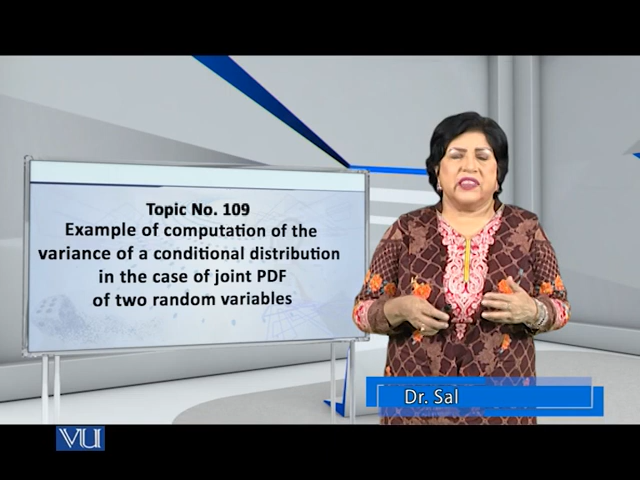 Topic No. 109
Example of computation of the
variance of a conditional distribution
in the case of joint PDF
of two random variables
Dr. Sal
VU